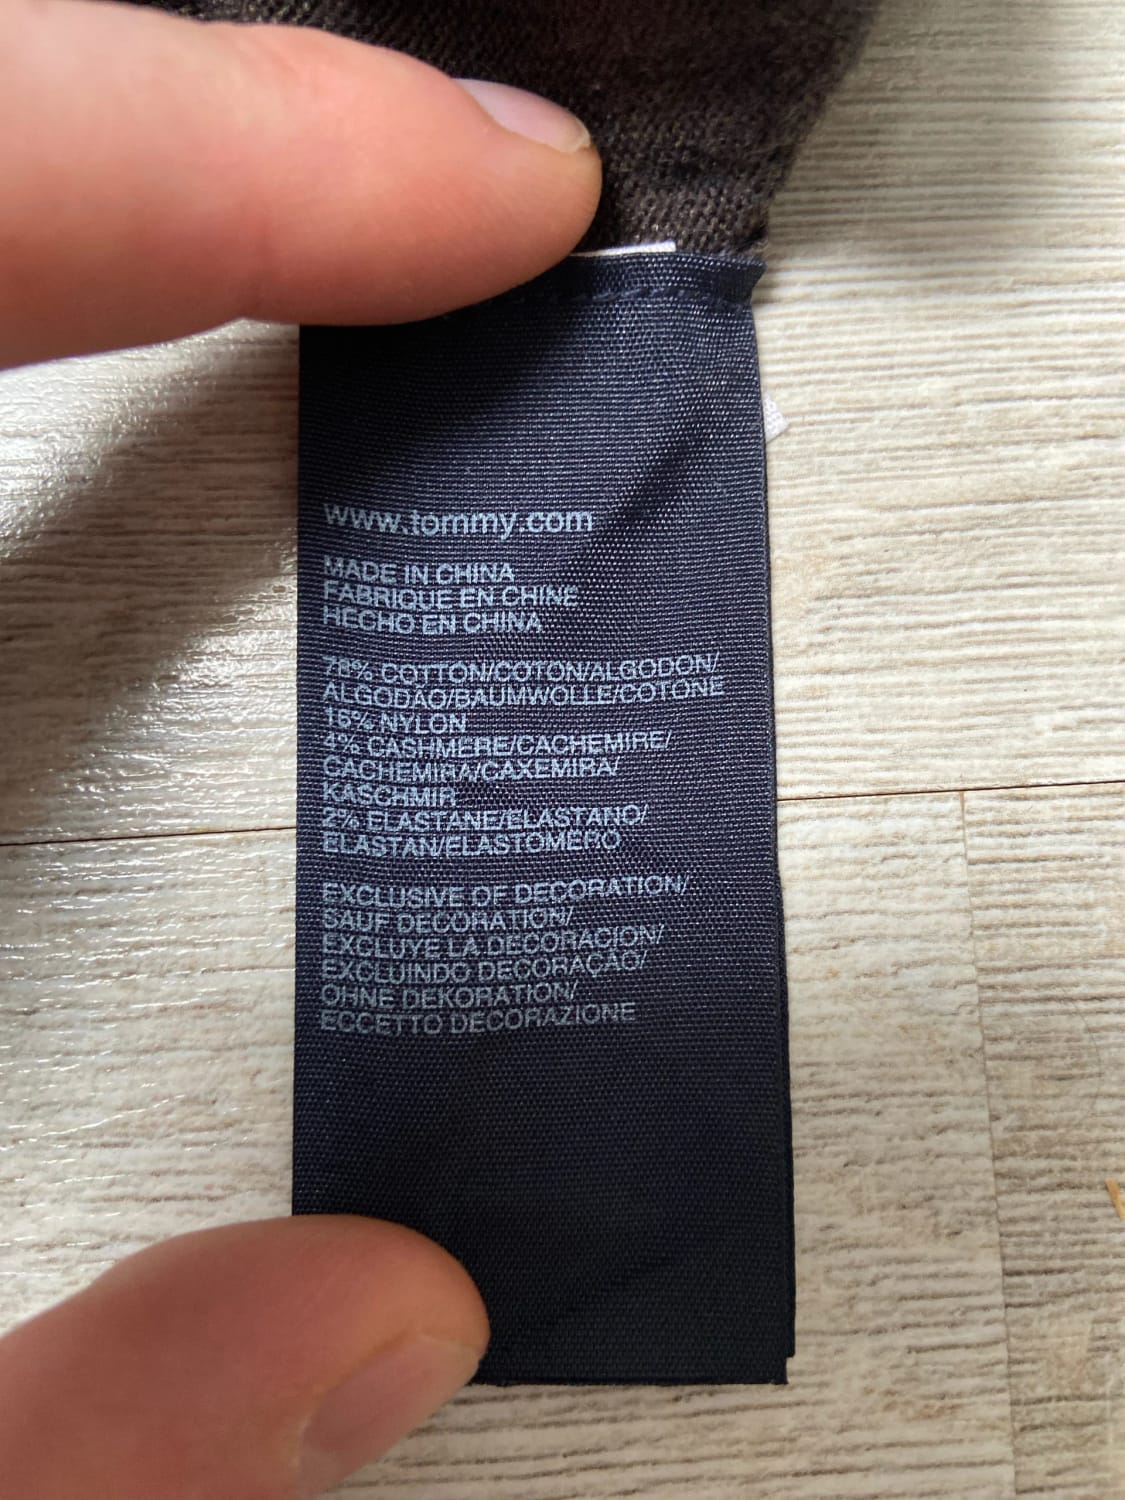 www.tommy.com
MADE IN CHINA
FABRIQUE EN CHINE
HECHO EN CHINA
78% COTTON/COTON/ALGODON/
ALGODÃO/BAUMWOLLE/COTONE
16% NYLON
4% CASHMERE/CACHEMIRE/
CACHEMIRA/CAXEMIRA/
KASCHMIR
2% ELASTANE/ELASTANO/
ELASTAN/ELASTOMERO
EXCLUSIVE OF DECORATION/
SAUF DECORATION/
EXCLUYE LA DECORACION/
EXCLUINDO DECORAÇÃO/
OHNE DEKORATION/
ECCETTO DECORAZIONE